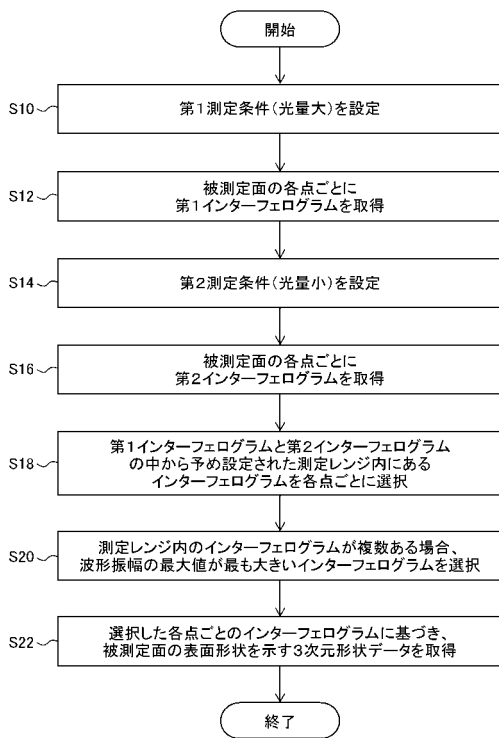 開始
S10
第1測定条件(光量大)を設定
S12
被測定面の各点ごとに
第1インターフェログラムを取得
S14
第2測定条件(光量小)を設定
S16
被測定面の各点ごとに
第2インターフェログラムを取得
S18
第1インターフェログラムと第2インターフェログラム
の中から予め設定された測定レンジ内にある
インターフェログラムを各点ごとに選択
S20
測定レンジ内のインターフェログラムが複数ある場合、
波形振幅の最大値が最も大きいインターフェログラムを選択
S22
選択した各点ごとのインターフェログラムに基づき、
被測定面の表面形状を示す3次元形状データを取得
終了